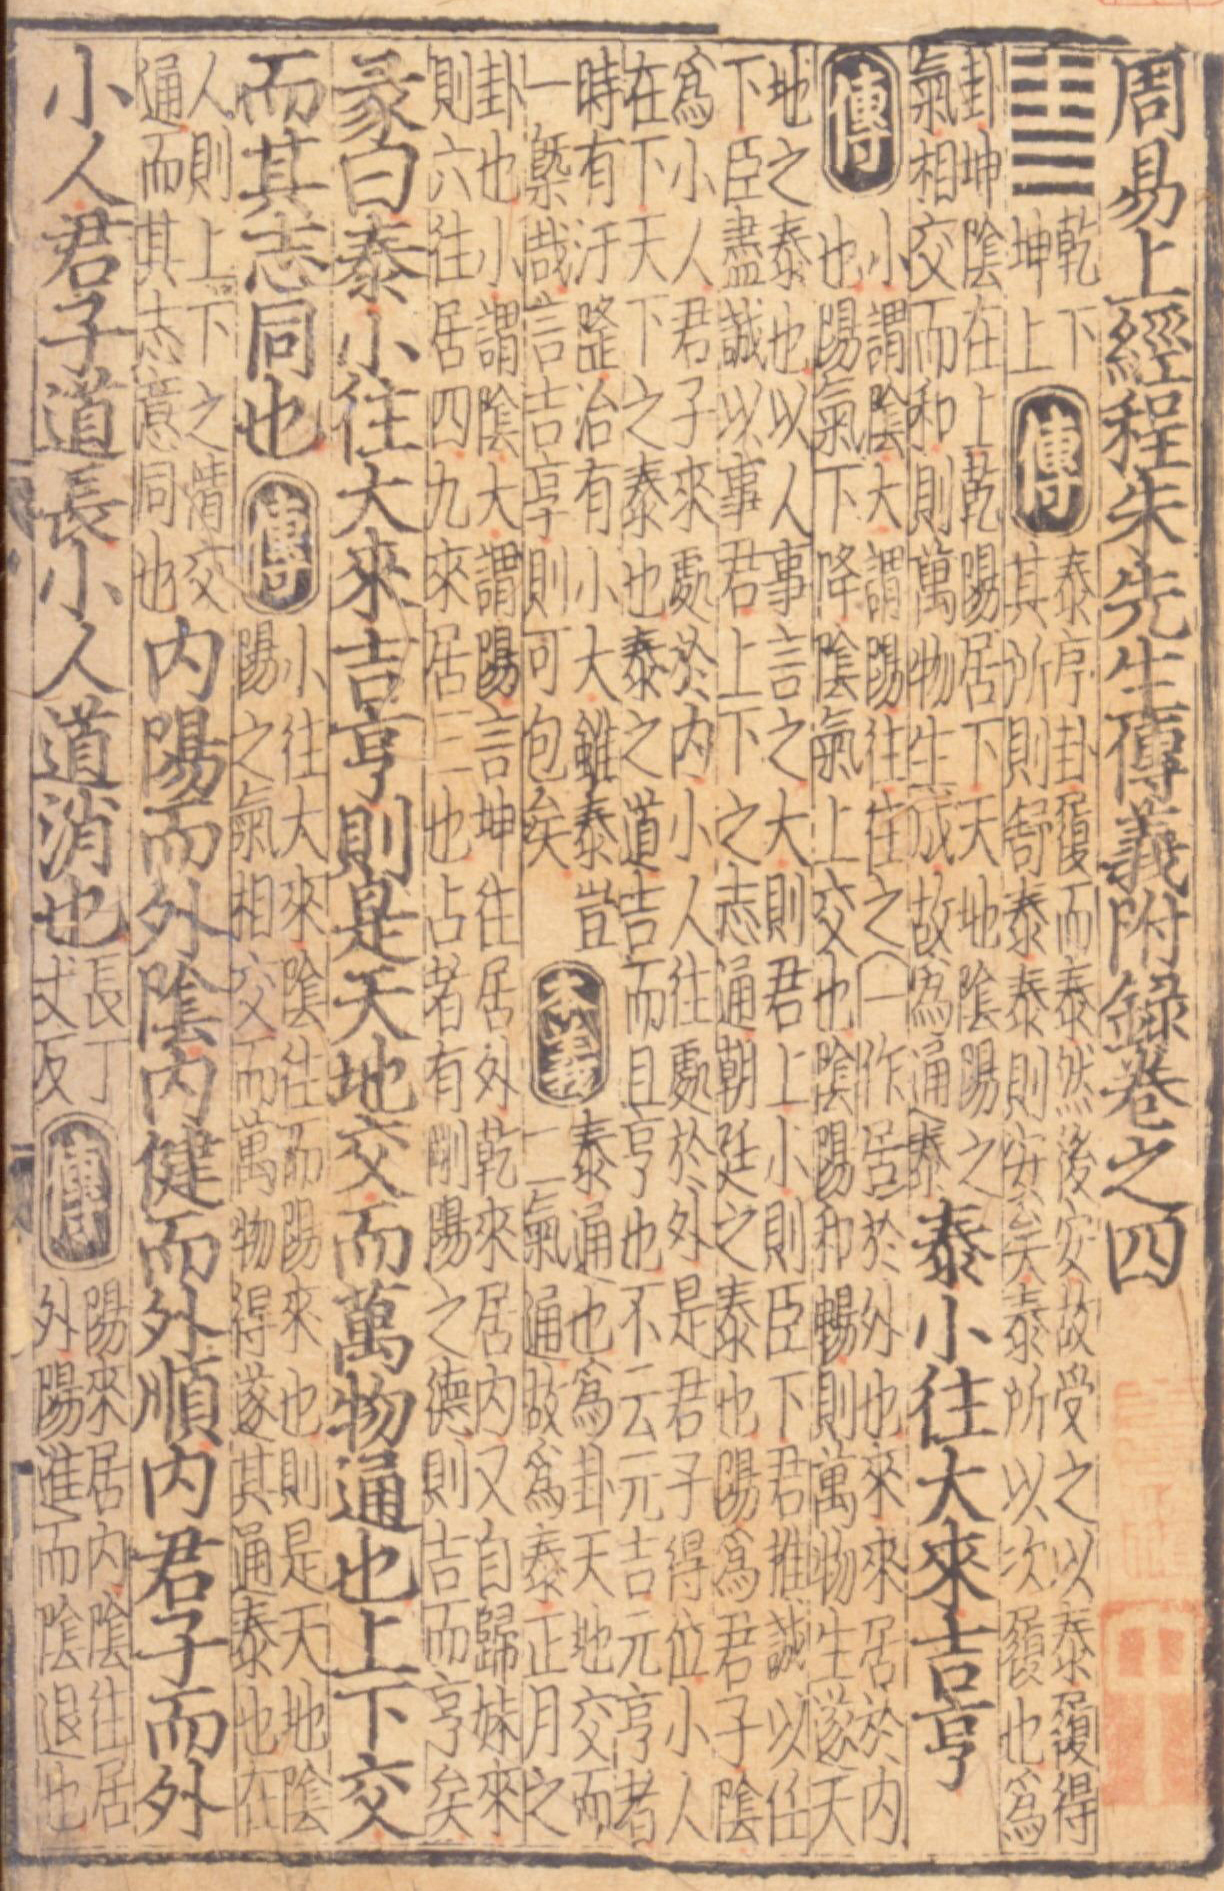 周易上經程朱先生傳義附錄卷之四
乾下
坤上
傳
泰序卦履而泰然後安故受之以泰履得
其所則舒泰泰則安矣泰所以次履也為
卦坤陰在上乾陽居下天地陰陽之
氣相交而和則萬物生成故為通泰
泰小往大來吉亨
傳
小謂陰大謂陽往往之一作居於外也來來居於內
也陽氣下降陰氣上交也陰陽和暢則萬物生遂天
地之泰也以人事言之大則君上小則臣下君推誠以任
下臣盡誠以事君上下之志通朝廷之泰也陽為君子陰
為小人君子來處於內小人往處於外是君子得位小人
在下天下之泰也泰之道吉而且亨也不云元吉元亨者
時有汙隆治有小大雖泰豈
一槩哉言吉亨則可包矣
本義
泰通也為卦天地交而
二氣通故為泰正月之
卦也小謂陰大謂陽言坤往居外乾來居內又自歸妹來
則六往居四九來居三也占者有剛陽之德則吉而亨矣
彖曰泰小往大來吉亨則是天地交而萬物通也上下交
而其志同也
傳
小往大來陰往而陽來也則是天地陰
陽之氣相交而萬物得遂其通泰也在
人則上下之情交
通而其志意同也
內陽而外陰內健而外順內君子而外
小人君子道長小人道消也
長丁
丈反
傳
陽來居內陰往居
外陽進而陰退也